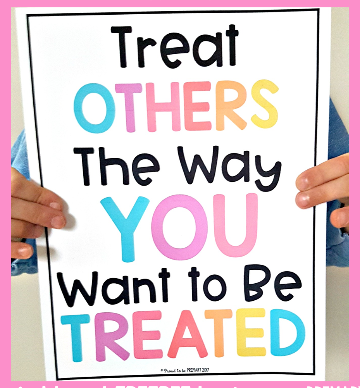 Treat
OTHERS
The Way
YOU
Want to Be
TREATED